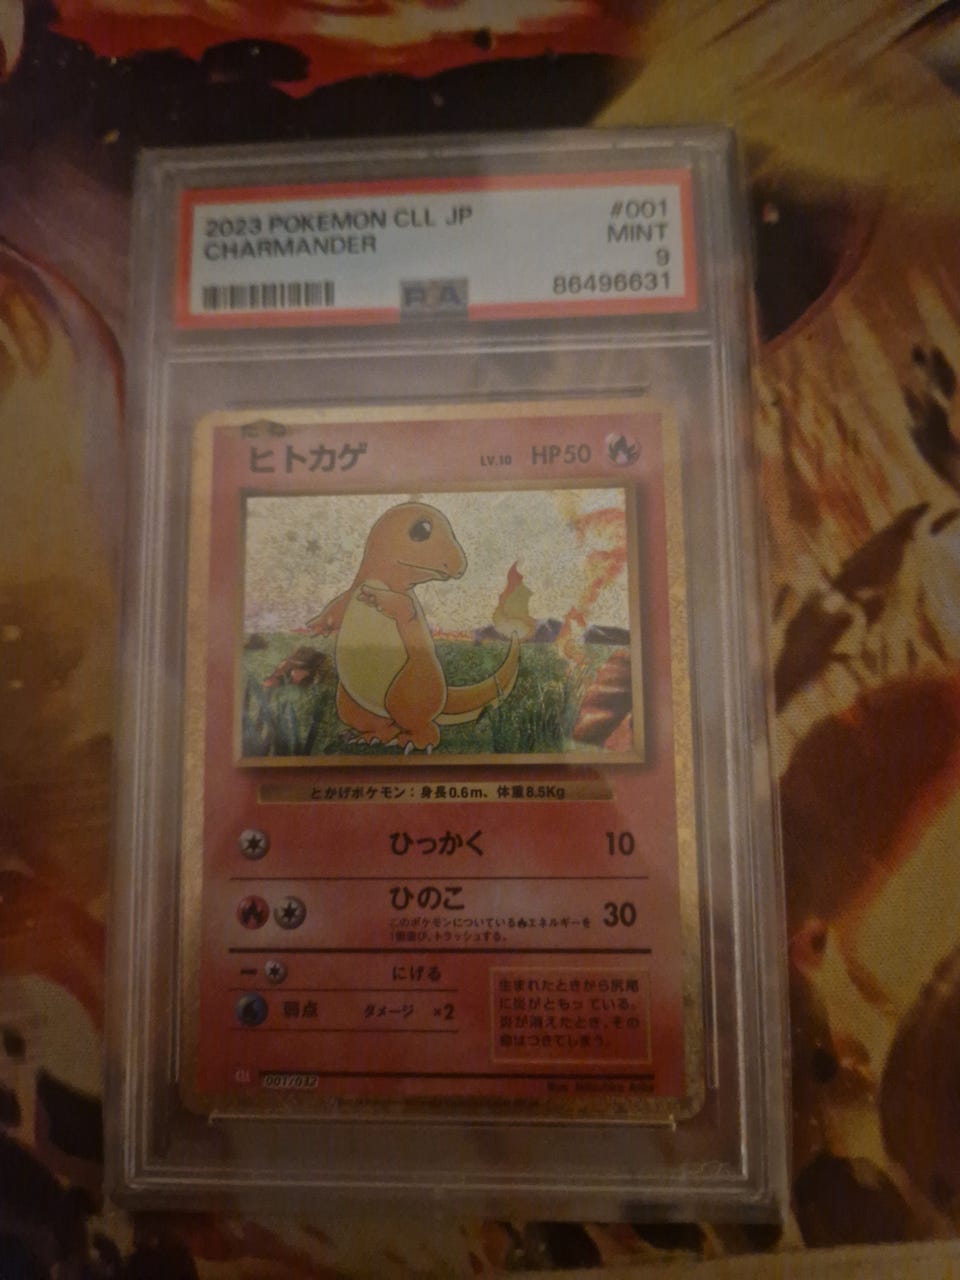 2023 POKEMON CLL JP #001
CHARMANDER MINT
9
PSA 86496631
ヒトカゲ LV.10 HP50
とかげポケモン：身長0.6m、体重8.5Kg
ひっかく 10
ひのこ 30
このポケモンについているエネルギーを
1個選び、トラッシュする。
にげる
弱点 ダメージ ×2
生まれたときから尻尾
に炎がともっている。
炎が消えたとき、その
命はつきてしまう。
CLL 001/032